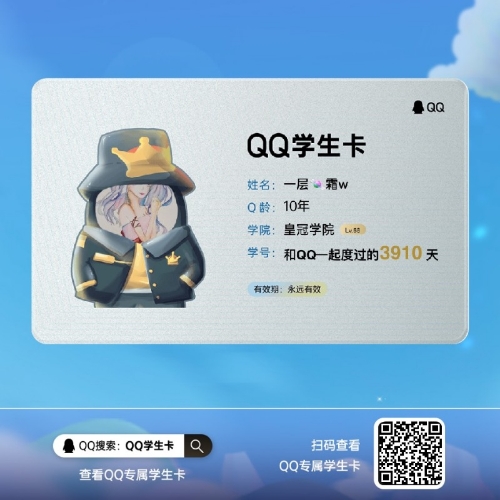 QQ
QQ学生卡
姓名：一层霜w
Q龄：10年
学院：皇冠学院 Lv.88
学号：和QQ一起度过的3910天
有效期：永远有效
QQ搜索：QQ学生卡
查看QQ专属学生卡
扫码查看
QQ专属学生卡